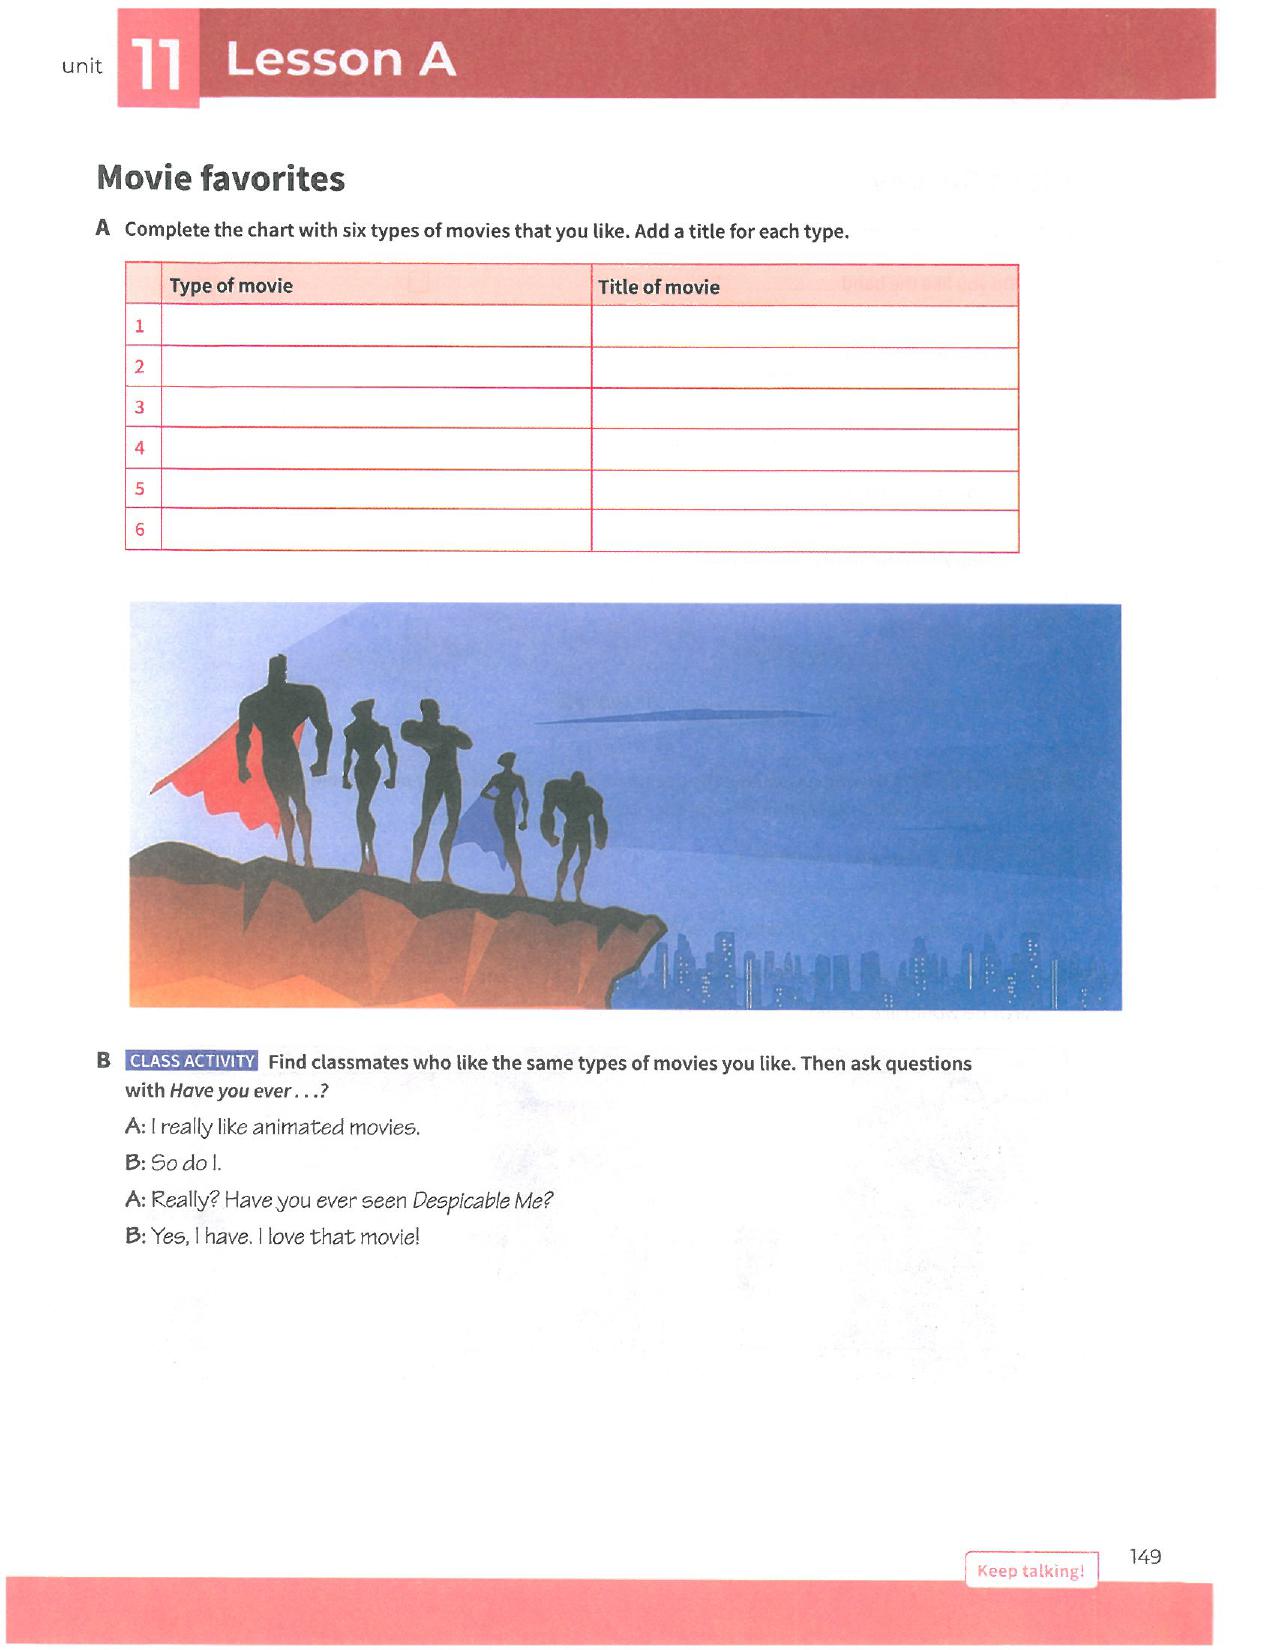 unit 11 Lesson A
Movie favorites
A Complete the chart with six types of movies that you like. Add a title for each type.
Type of movie Title of movie
1
2
3
4
5
6
B CLASS ACTIVITY Find classmates who like the same types of movies you like. Then ask questions
with Have you ever . . .?
A: I really like animated movies.
B: So do I.
A: Really? Have you ever seen Despicable Me?
B: Yes, I have. I love that movie!
Keep talking! 149